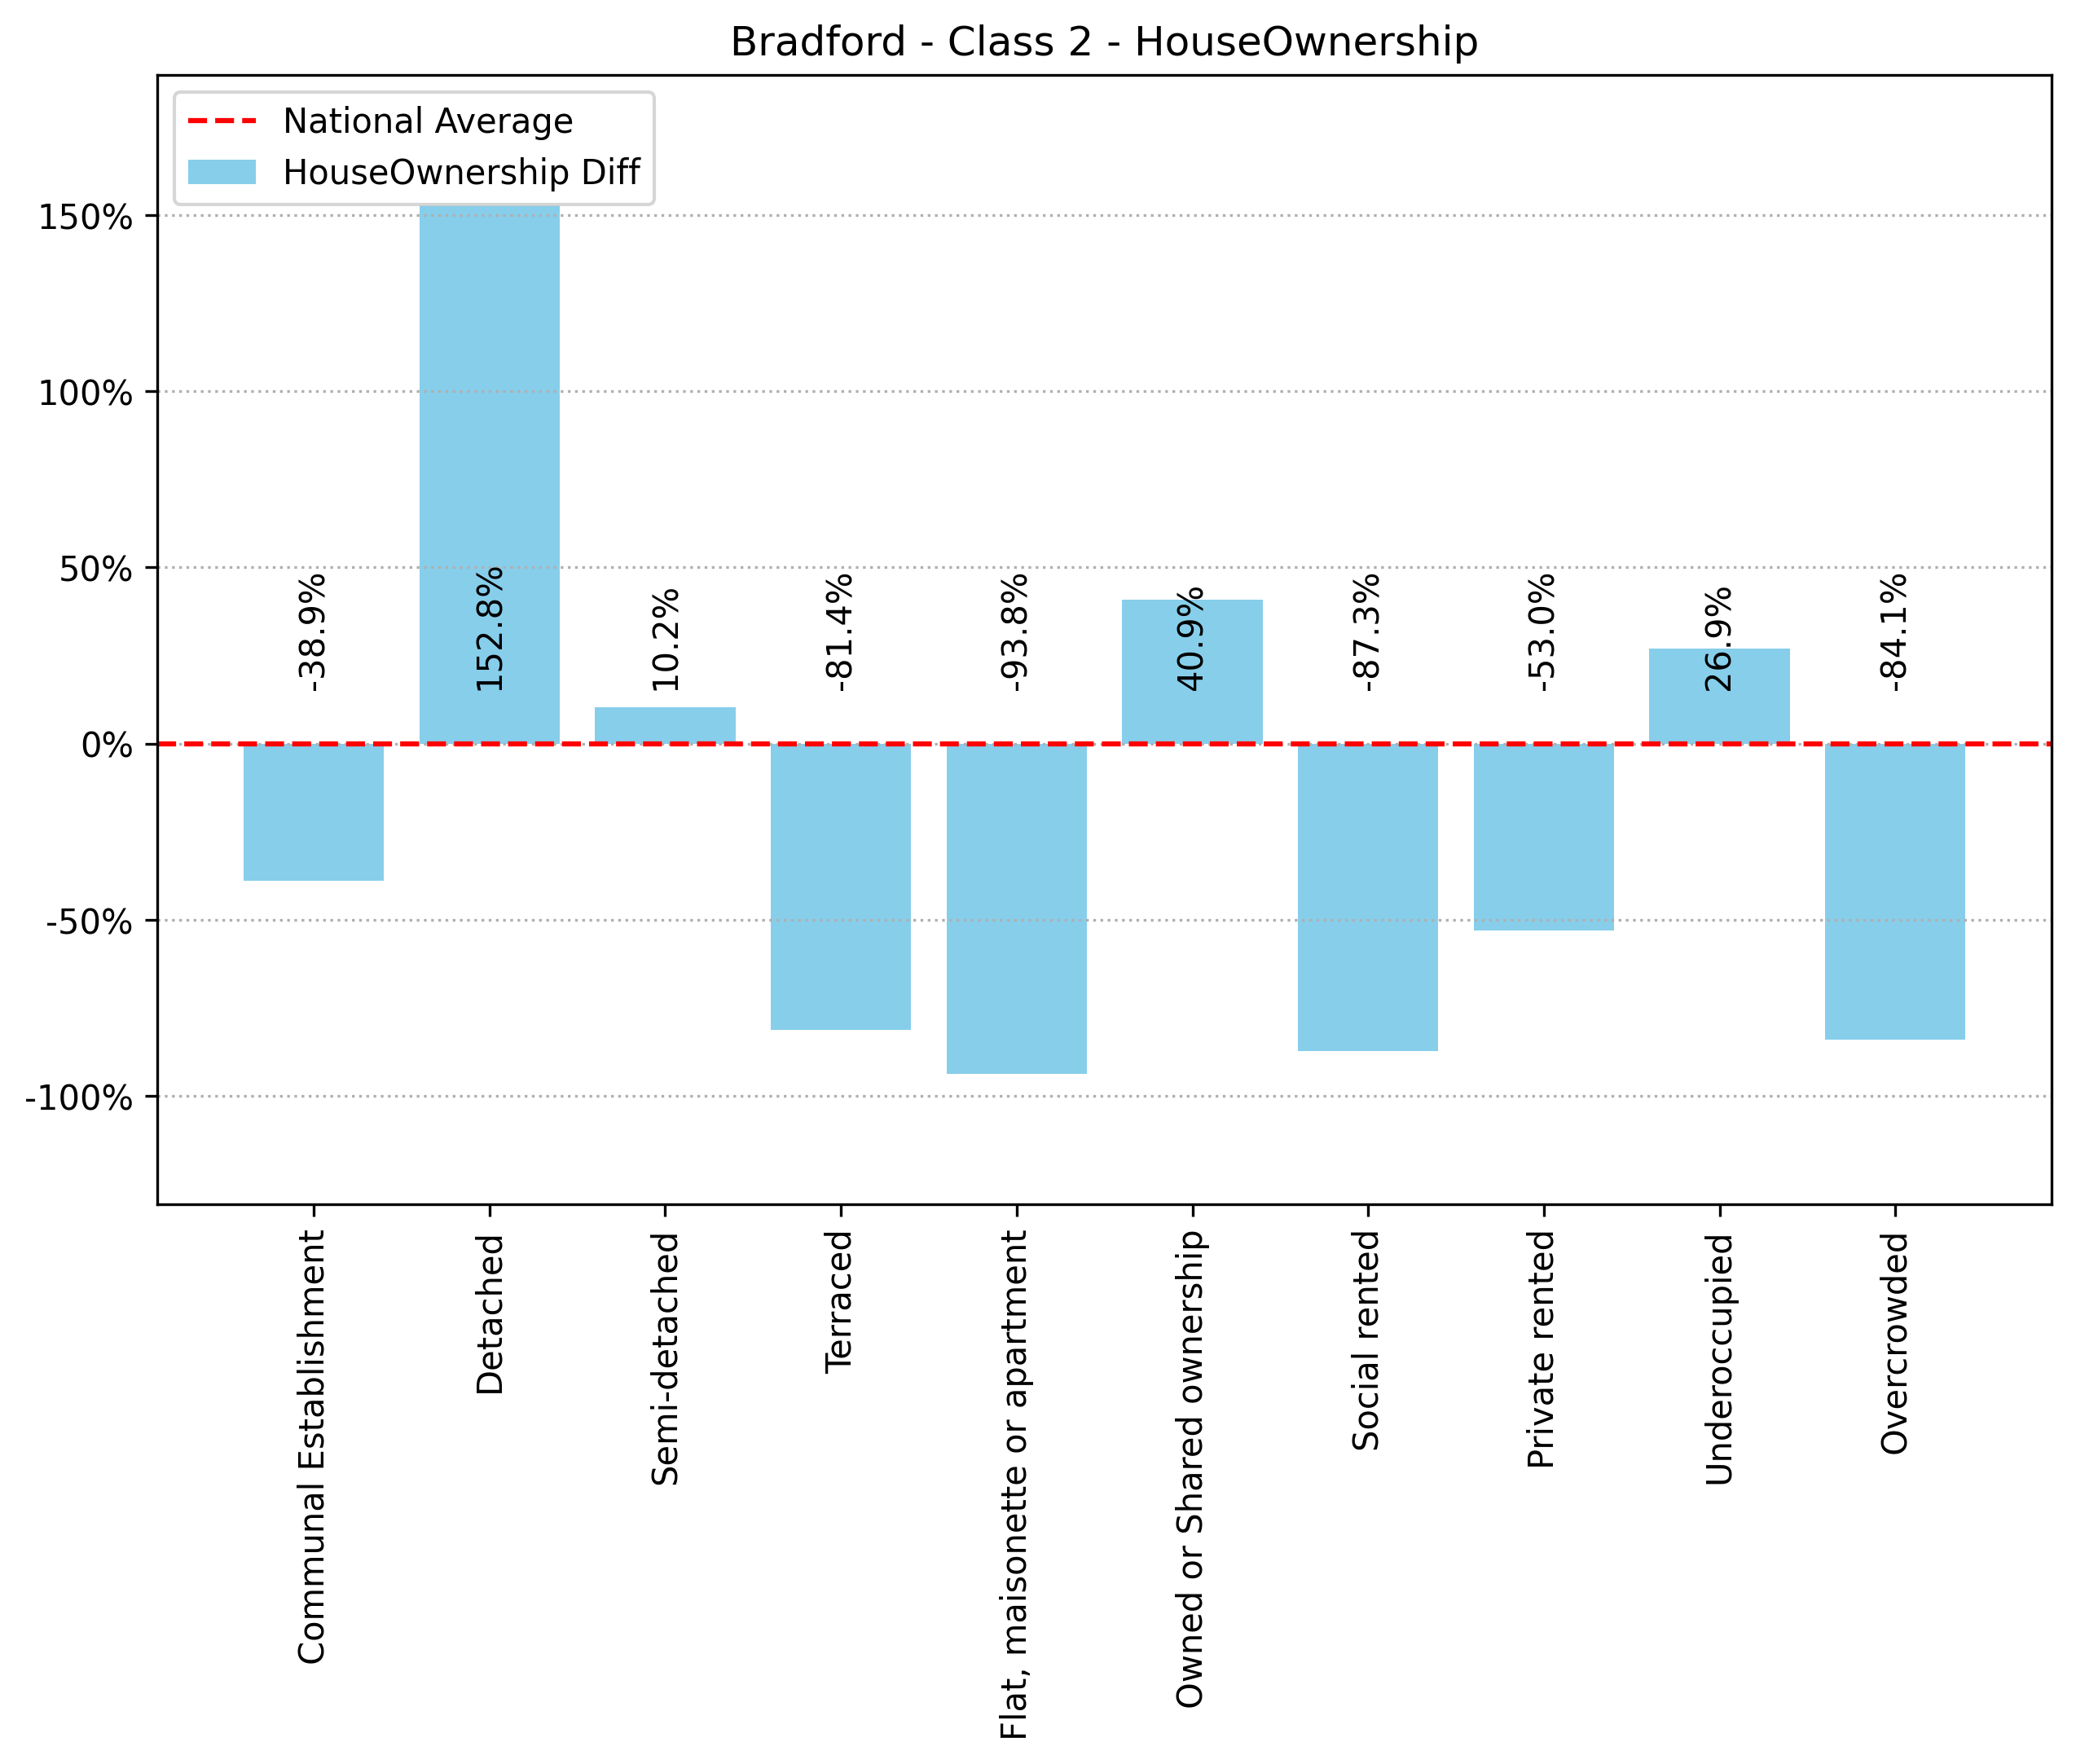 Bradford - Class 2 - HouseOwnership
National Average
HouseOwnership Diff
150%
100%
50%
0%
-50%
-100%
-38.9%
152.8%
10.2%
-81.4%
-93.8%
40.9%
-87.3%
-53.0%
26.9%
-84.1%
Communal Establishment
Detached
Semi-detached
Terraced
Flat, maisonette or apartment
Owned or Shared ownership
Social rented
Private rented
Underoccupied
Overcrowded